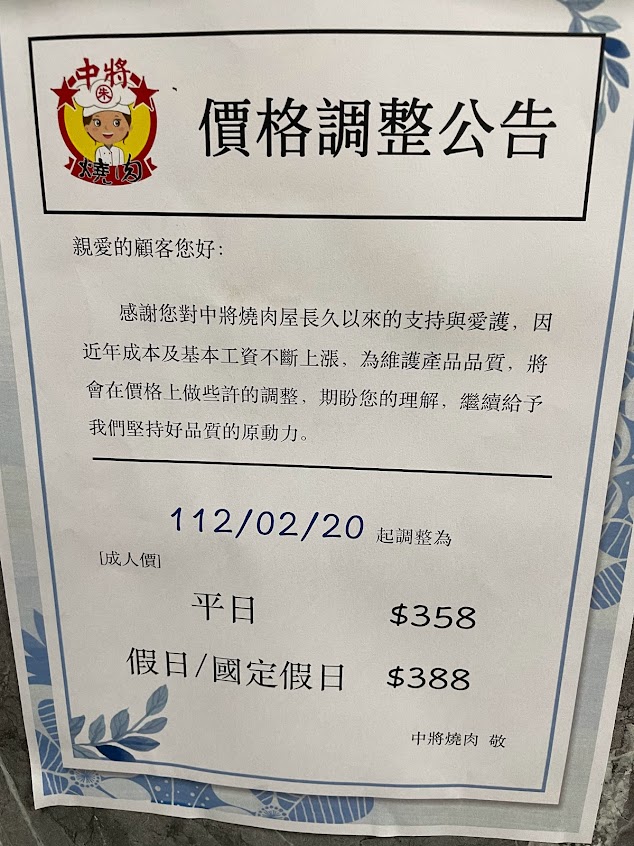 中將
朱
燒肉
價格調整公告
親愛的顧客您好:
感謝您對中將燒肉屋長久以來的支持與愛護，因
近年成本及基本工資不斷上漲，為維護產品品質，將
會在價格上做些許的調整，期盼您的理解，繼續給予
我們堅持好品質的原動力。
112/02/20 起調整為
[成人價]
平日 $358
假日/國定假日 $388
中將燒肉 敬